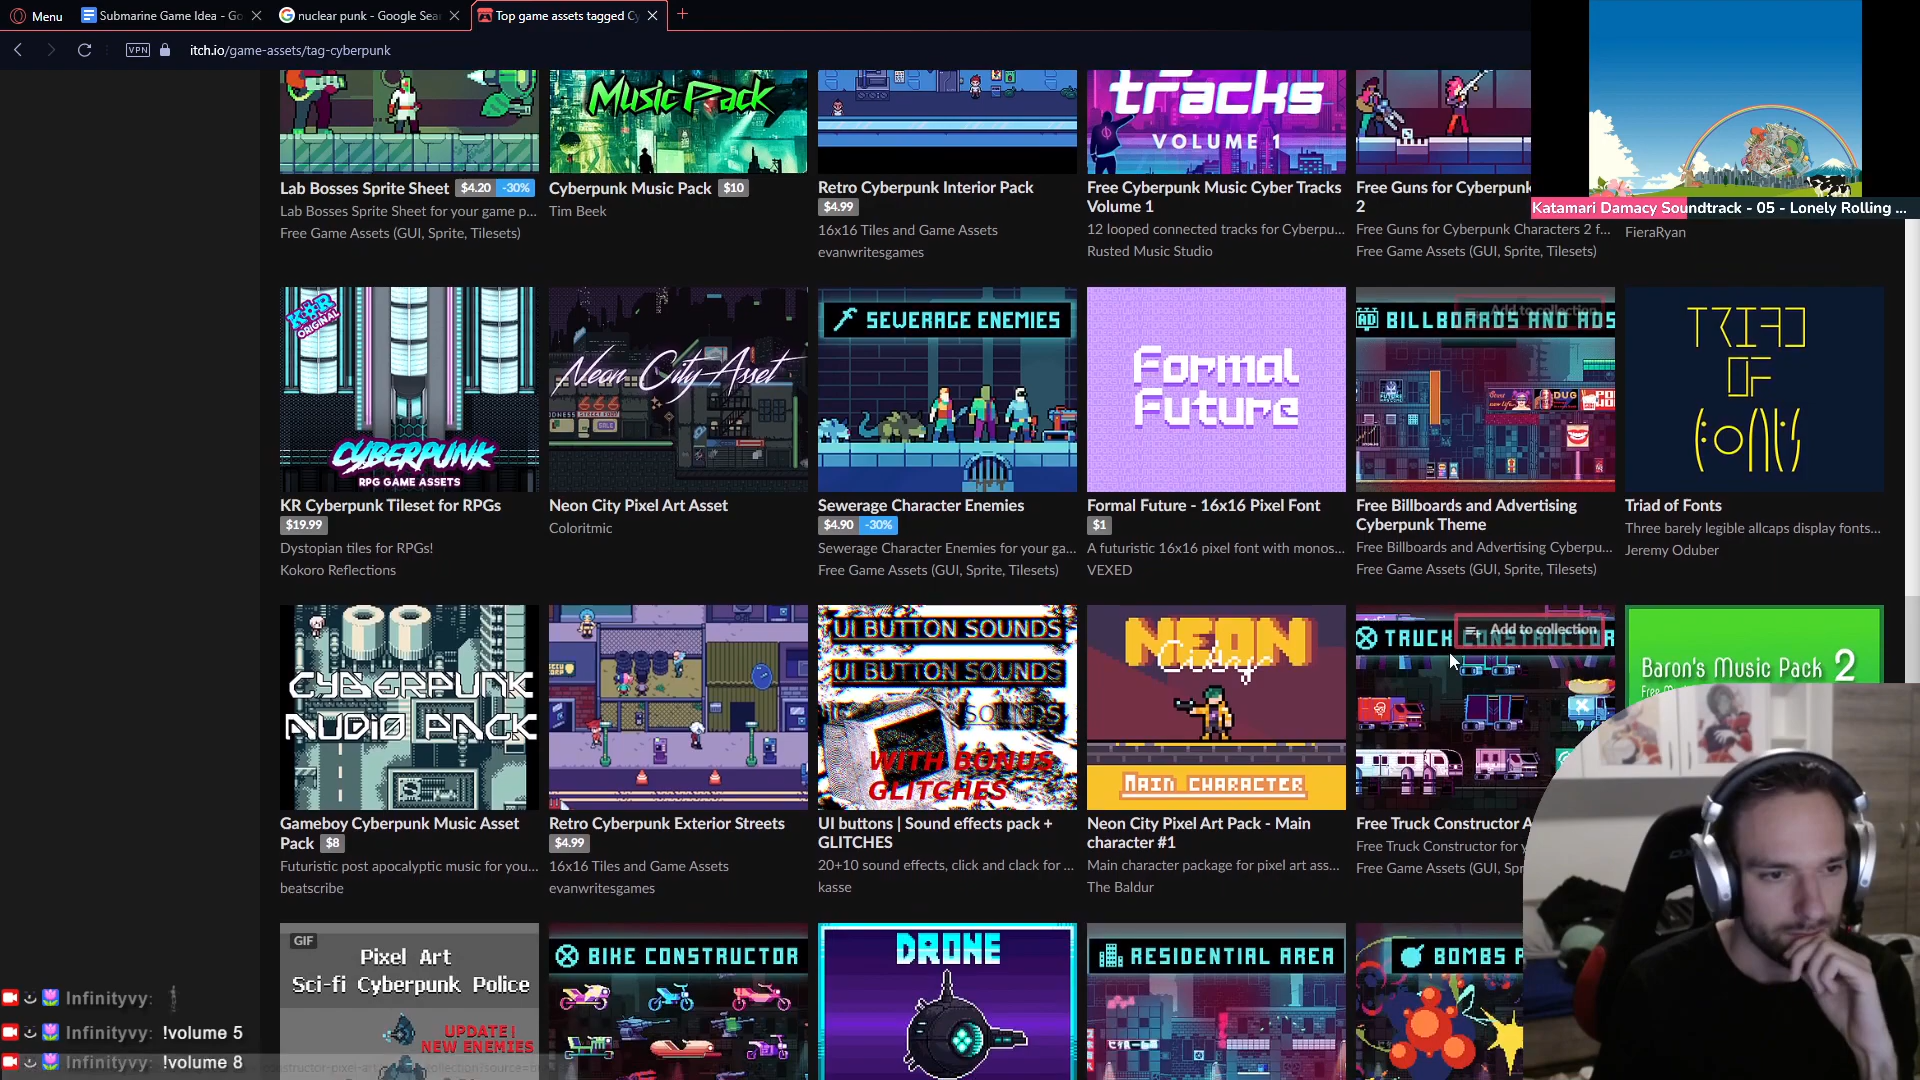 Menu
Submarine Game Idea - Go
nuclear punk - Google Sear
Top game assets tagged Cy
VPN
itch.io/game-assets/tag-cyberpunk
Music Pack
tracks
VOLUME 1
Lab Bosses Sprite Sheet $4.20 -30%
Lab Bosses Sprite Sheet for your game p...
Free Game Assets (GUI, Sprite, Tilesets)
Cyberpunk Music Pack $10
Tim Beek
Retro Cyberpunk Interior Pack
$4.99
16x16 Tiles and Game Assets
evanwritesgames
Free Cyberpunk Music Cyber Tracks
Volume 1
12 looped connected tracks for Cyberpu...
Rusted Music Studio
Free Guns for Cyberpunk
2
Free Guns for Cyberpunk Characters 2 f...
Free Game Assets (GUI, Sprite, Tilesets)
Katamari Damacy Soundtrack - 05 - Lonely Rolling ...
FieraRyan
K&R
ORIGINAL
CYBERPUNK
RPG GAME ASSETS
Neon City Asset
666
SEWERAGE ENEMIES
Formal
Future
Add to collection
AD BILLBOARDS AND ADS
DUG
TRIAD
OF
FONTS
KR Cyberpunk Tileset for RPGs
$19.99
Dystopian tiles for RPGs!
Kokoro Reflections
Neon City Pixel Art Asset
Coloritmic
Sewerage Character Enemies
$4.90 -30%
Sewerage Character Enemies for your ga...
Free Game Assets (GUI, Sprite, Tilesets)
Formal Future - 16x16 Pixel Font
$1
A futuristic 16x16 pixel font with monos...
VEXED
Free Billboards and Advertising
Cyberpunk Theme
Free Billboards and Advertising Cyberpu...
Free Game Assets (GUI, Sprite, Tilesets)
Triad of Fonts
Three barely legible allcaps display fonts...
Jeremy Oduber
CYBERPUNK
AUDIO PACK
UI BUTTON SOUNDS
UI BUTTON SOUNDS
SOUNDS
WITH BONUS
GLITCHES
NEON
City
MAIN CHARACTER
TRUCK CONSTRUCTOR
Add to collection
Baron's Music Pack 2
Gameboy Cyberpunk Music Asset
Pack $8
Futuristic post apocalyptic music for you...
beatscribe
Retro Cyberpunk Exterior Streets
$4.99
16x16 Tiles and Game Assets
evanwritesgames
UI buttons | Sound effects pack +
GLITCHES
20+10 sound effects, click and clack for ...
kasse
Neon City Pixel Art Pack - Main
character #1
Main character package for pixel art ass...
The Baldur
Free Truck Constructor A
Free Truck Constructor for y
Free Game Assets (GUI, Spr
GIF
Pixel Art
Sci-fi Cyberpunk Police
UPDATE!
NEW ENEMIES
BIKE CONSTRUCTOR
DRONE
RESIDENTIAL AREA
BOMBS
Infinityvy:
Infinityvy: !volume 5
Infinityvy: !volume 8